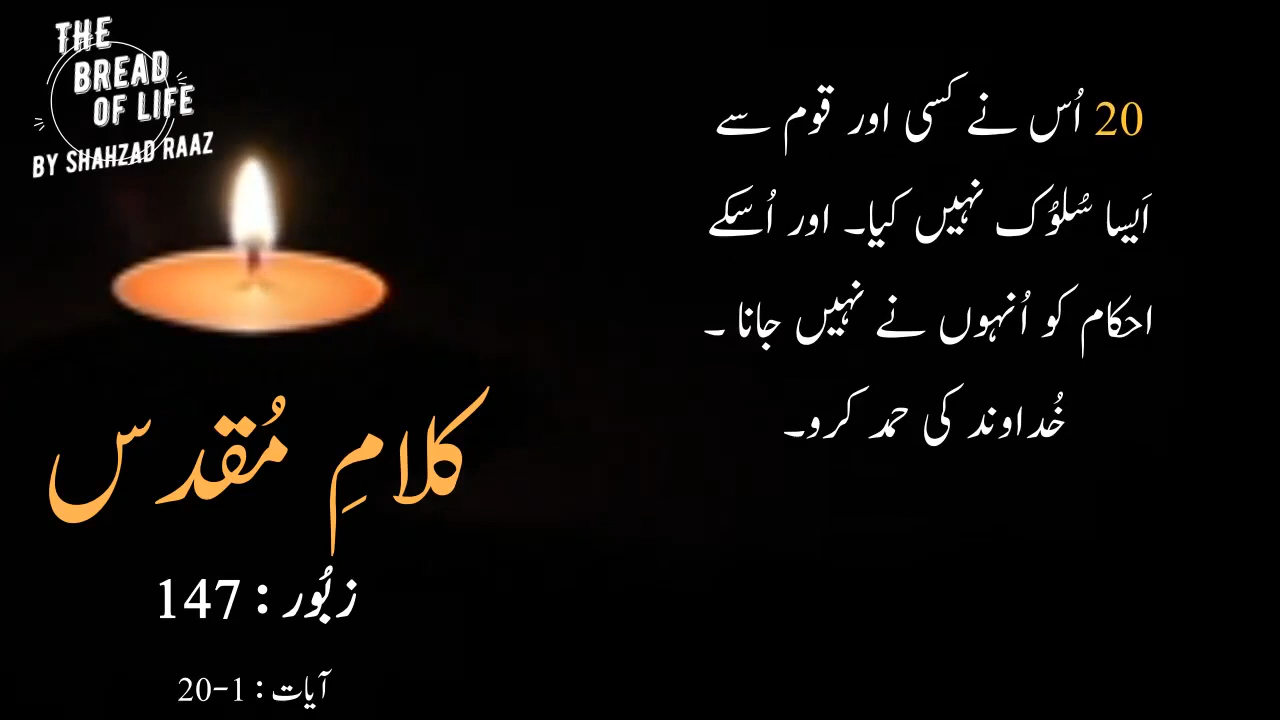 THE
BREAD
OF LIFE
BY SHAHZAD RAAZ
20 اُس نے کسی اور قوم سے
اَیسا سُلوُک نہیں کیا۔ اور اُسکے
احکام کو اُنہوں نے نہیں جانا ۔
خُداوند کی حمد کرو۔
کلامِ مُقدس
زبُور : 147
آیات : 1-20